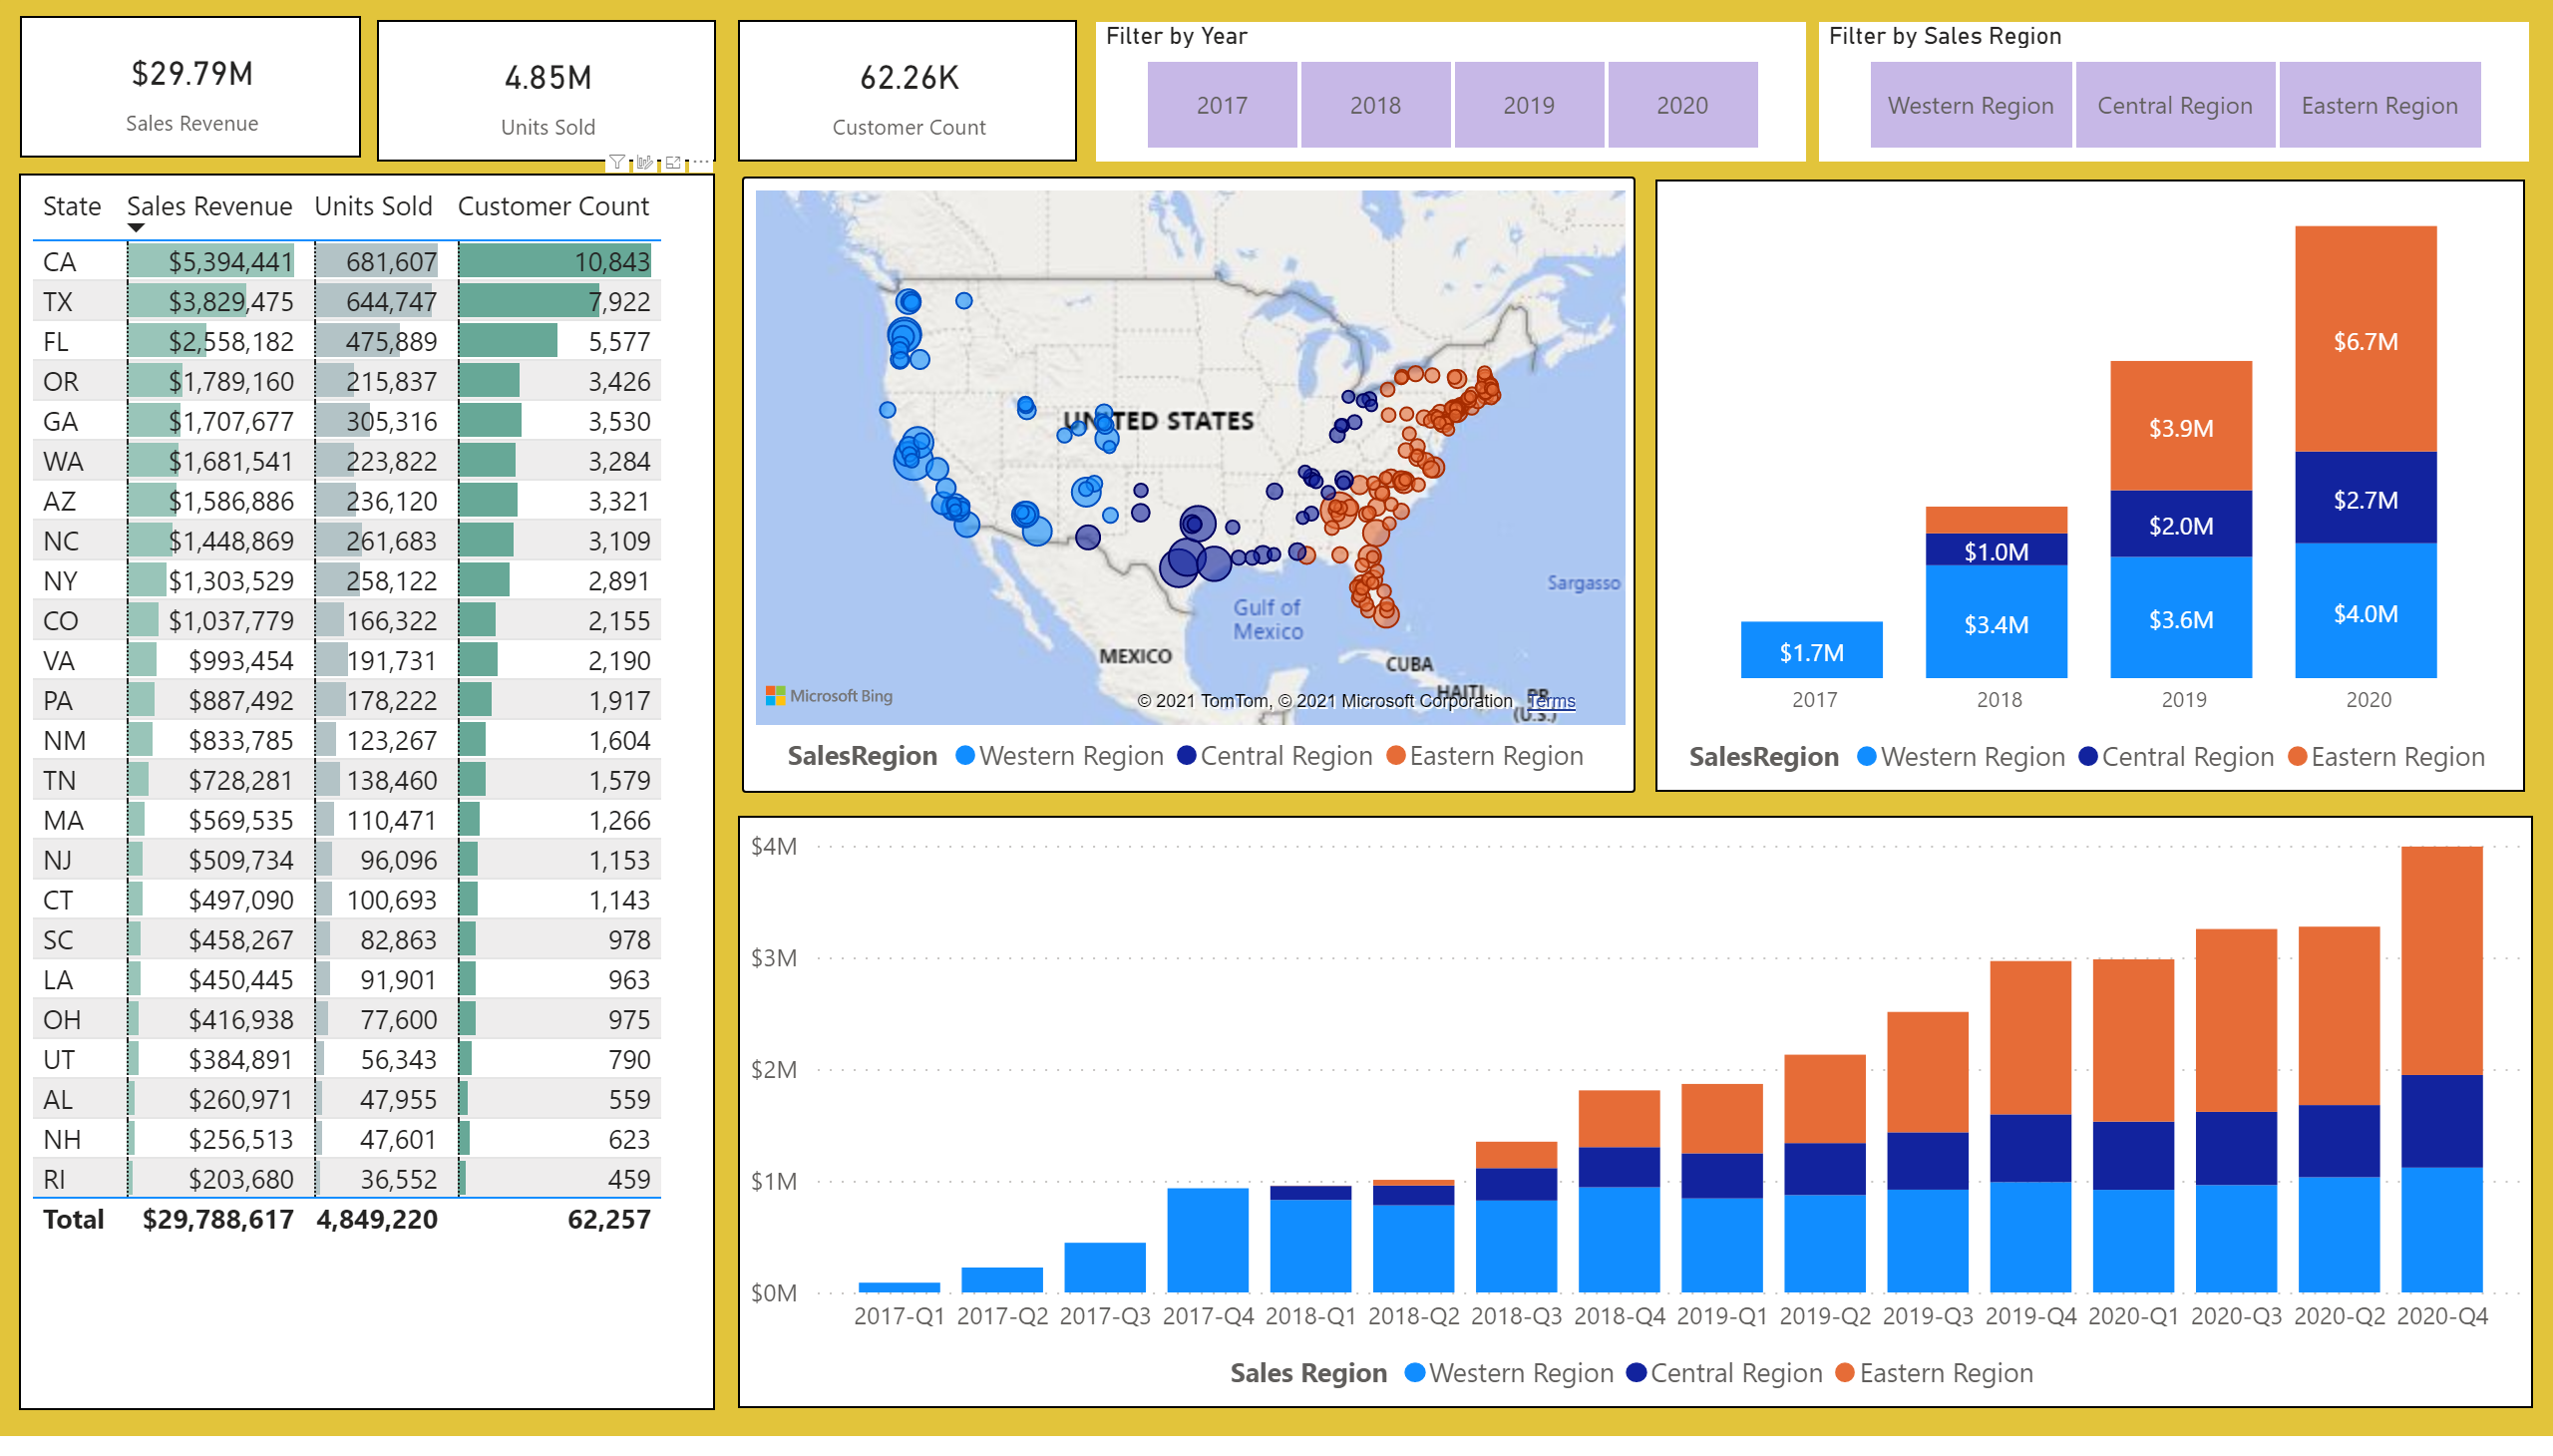 $29.79M
Sales Revenue
4.85M
Units Sold
62.26K
Customer Count
Filter by Year
2017 2018 2019 2020
Filter by Sales Region
Western Region Central Region Eastern Region
State Sales Revenue Units Sold Customer Count
CA $5,394,441 681,607 10,843
TX $3,829,475 644,747 7,922
FL $2,558,182 475,889 5,577
OR $1,789,160 215,837 3,426
GA $1,707,677 305,316 3,530
WA $1,681,541 223,822 3,284
AZ $1,586,886 236,120 3,321
NC $1,448,869 261,683 3,109
NY $1,303,529 258,122 2,891
CO $1,037,779 166,322 2,155
VA $993,454 191,731 2,190
PA $887,492 178,222 1,917
NM $833,785 123,267 1,604
TN $728,281 138,460 1,579
MA $569,535 110,471 1,266
NJ $509,734 96,096 1,153
CT $497,090 100,693 1,143
SC $458,267 82,863 978
LA $450,445 91,901 963
OH $416,938 77,600 975
UT $384,891 56,343 790
AL $260,971 47,955 559
NH $256,513 47,601 623
RI $203,680 36,552 459
Total $29,788,617 4,849,220 62,257
UNITED STATES
Sargasso
Gulf of
Mexico
MEXICO
CUBA
HAITI PR
(U.S.)
Microsoft Bing
© 2021 TomTom, © 2021 Microsoft Corporation Terms
SalesRegion Western Region Central Region Eastern Region
$6.7M
$3.9M
$2.7M
$2.0M
$1.0M
$4.0M
$3.6M
$3.4M
$1.7M
2017 2018 2019 2020
SalesRegion Western Region Central Region Eastern Region
$4M
$3M
$2M
$1M
$0M
2017-Q1 2017-Q2 2017-Q3 2017-Q4 2018-Q1 2018-Q2 2018-Q3 2018-Q4 2019-Q1 2019-Q2 2019-Q3 2019-Q4 2020-Q1 2020-Q3 2020-Q2 2020-Q4
Sales Region Western Region Central Region Eastern Region